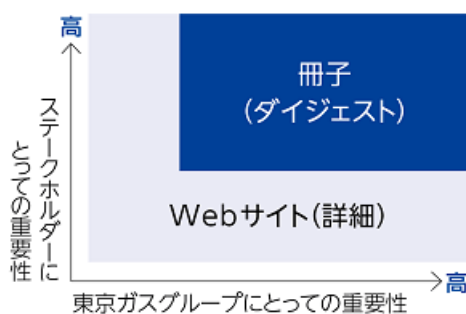 高
冊子
（ダイジェスト）
ステークホルダーに
とっての重要性
Webサイト（詳細）
高
東京ガスグループにとっての重要性